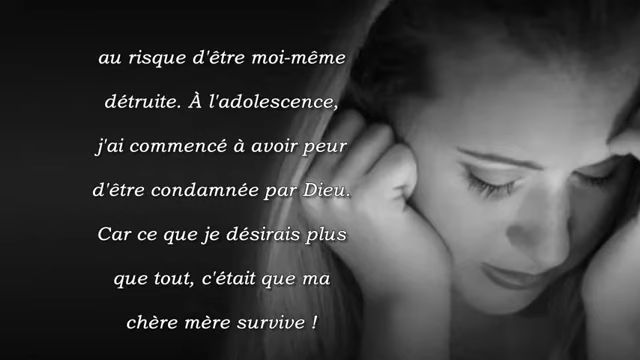 au risque d'être moi-même
détruite. À l'adolescence,
j'ai commencé à avoir peur
d'être condamnée par Dieu.
Car ce que je désirais plus
que tout, c'était que ma
chère mère survive !